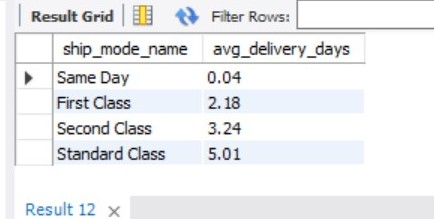 Result Grid Filter Rows:
ship_mode_name avg_delivery_days
Same Day 0.04
First Class 2.18
Second Class 3.24
Standard Class 5.01
Result 12 ×